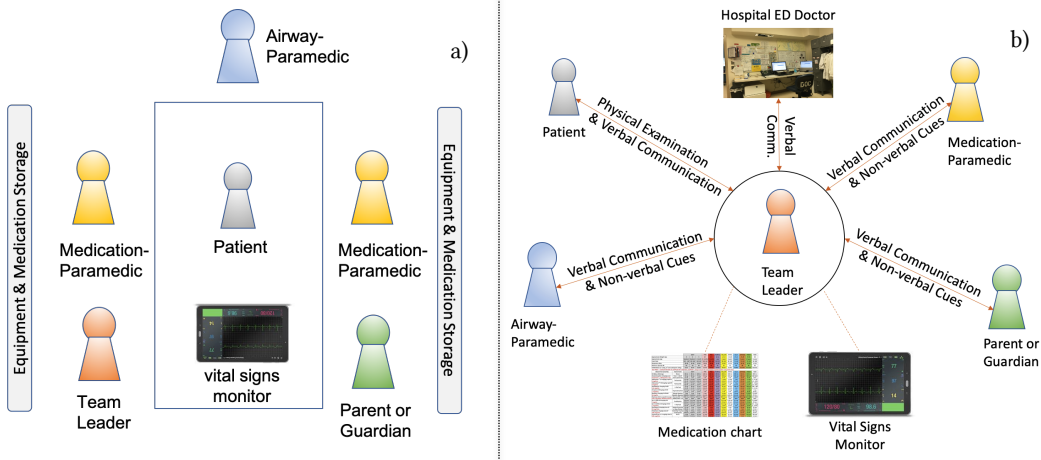 a)
Airway-
Paramedic
Equipment & Medication Storage
Medication-
Paramedic
Patient
Medication-
Paramedic
Equipment & Medication Storage
Team
Leader
vital signs
monitor
Parent or
Guardian
b)
Hospital ED Doctor
Patient
Physical Examination
& Verbal Communication
Verbal
Comm.
Verbal Communication
& Non-verbal Cues
Medication-
Paramedic
Airway-
Paramedic
Verbal Communication
& Non-verbal Cues
Team
Leader
Verbal Communication
& Non-verbal Cues
Parent or
Guardian
Medication chart
Vital Signs
Monitor